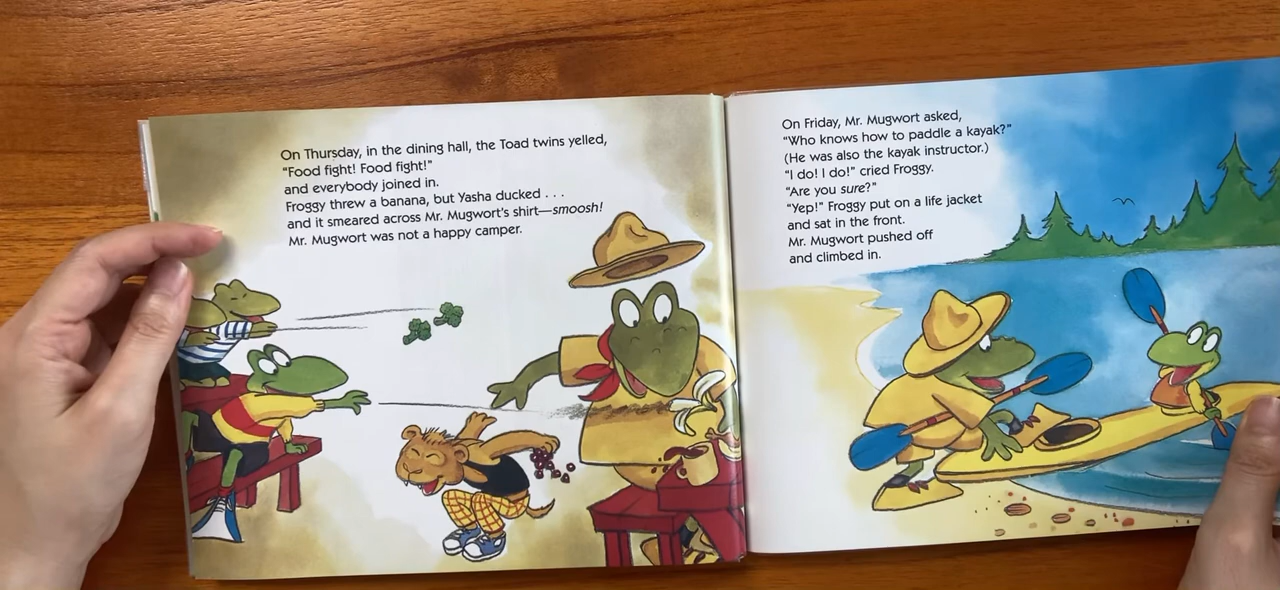 On Thursday, in the dining hall, the Toad twins yelled,
"Food fight! Food fight!"
and everybody joined in.
Froggy threw a banana, but Yasha ducked . . .
and it smeared across Mr. Mugwort's shirt—smoosh!
Mr. Mugwort was not a happy camper.
On Friday, Mr. Mugwort asked,
"Who knows how to paddle a kayak?"
(He was also the kayak instructor.)
"I do! I do!" cried Froggy.
"Are you sure?"
"Yep!" Froggy put on a life jacket
and sat in the front.
Mr. Mugwort pushed off
and climbed in.